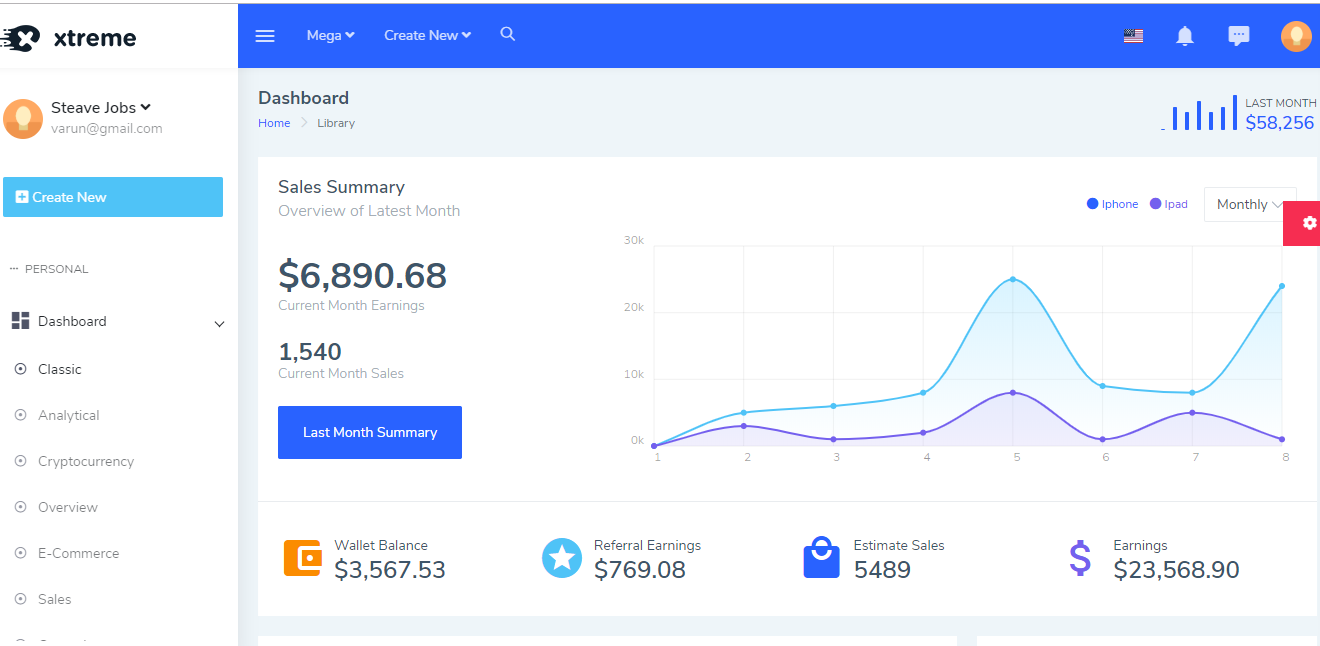 xtreme
Mega
Create New
Steave Jobs
varun@gmail.com
Create New
PERSONAL
Dashboard
Classic
Analytical
Cryptocurrency
Overview
E-Commerce
Sales
Dashboard
Home Library
LAST MONTH
$58,256
Sales Summary
Overview of Latest Month
Iphone Ipad
Monthly
$6,890.68
Current Month Earnings
1,540
Current Month Sales
Last Month Summary
30k
20k
10k
0k
1 2 3 4 5 6 7 8
Wallet Balance
$3,567.53
Referral Earnings
$769.08
Estimate Sales
5489
Earnings
$23,568.90